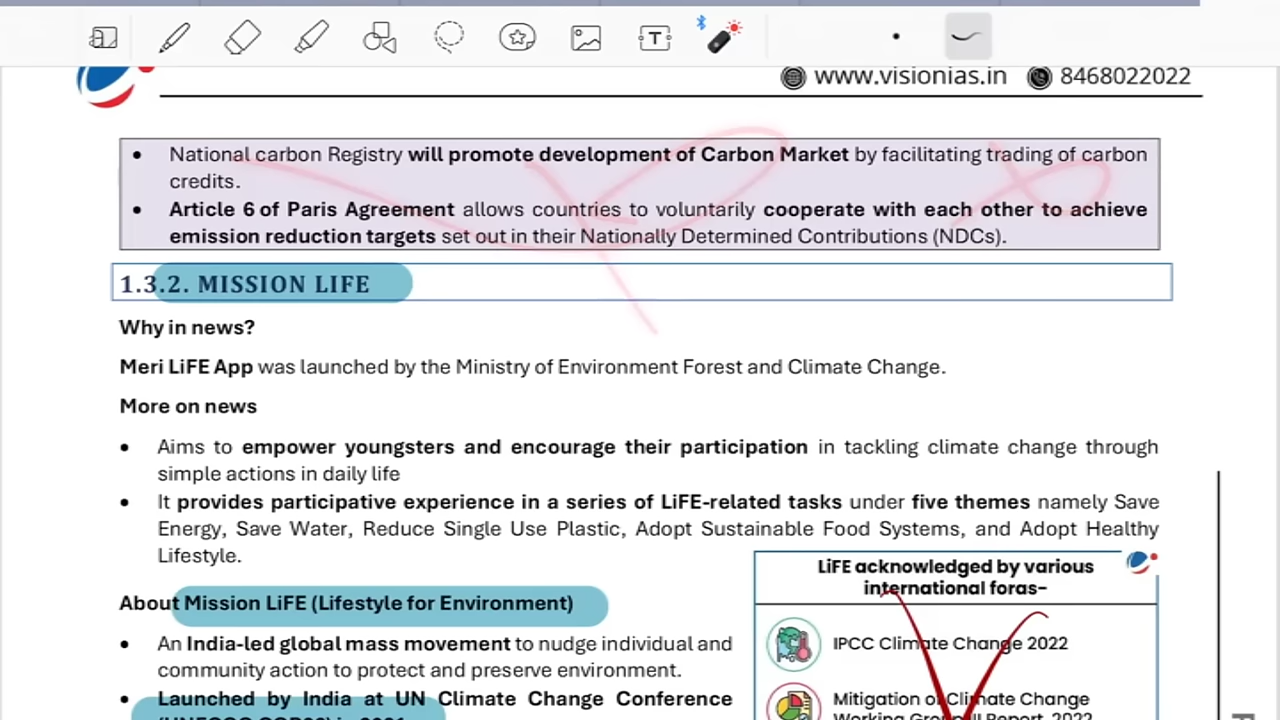 T
www.visionias.in 8468022022
• National carbon Registry will promote development of Carbon Market by facilitating trading of carbon
credits.
• Article 6 of Paris Agreement allows countries to voluntarily cooperate with each other to achieve
emission reduction targets set out in their Nationally Determined Contributions (NDCs).
1.3.2. MISSION LIFE
Why in news?
Meri LiFE App was launched by the Ministry of Environment Forest and Climate Change.
More on news
• Aims to empower youngsters and encourage their participation in tackling climate change through
simple actions in daily life
• It provides participative experience in a series of LiFE-related tasks under five themes namely Save
Energy, Save Water, Reduce Single Use Plastic, Adopt Sustainable Food Systems, and Adopt Healthy
Lifestyle.
About Mission LiFE (Lifestyle for Environment)
• An India-led global mass movement to nudge individual and
community action to protect and preserve environment.
• Launched by India at UN Climate Change Conference
LiFE acknowledged by various
international foras-
IPCC Climate Change 2022
Mitigation of Climate Change